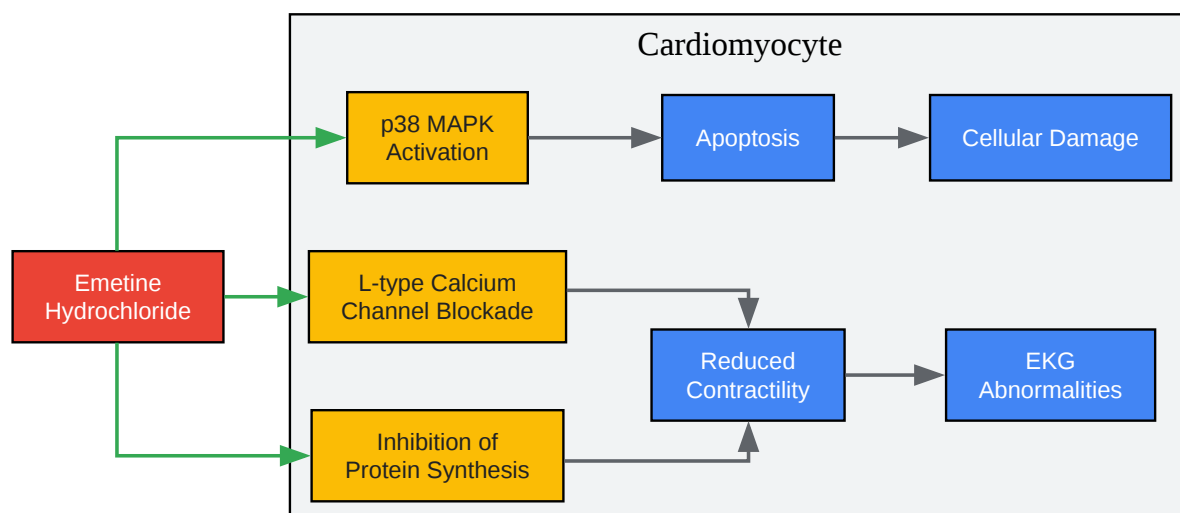 Cardiomyocyte
p38 MAPK
Activation
Apoptosis
Cellular Damage
Emetine
Hydrochloride
L-type Calcium
Channel Blockade
Reduced
Contractility
EKG
Abnormalities
Inhibition of
Protein Synthesis